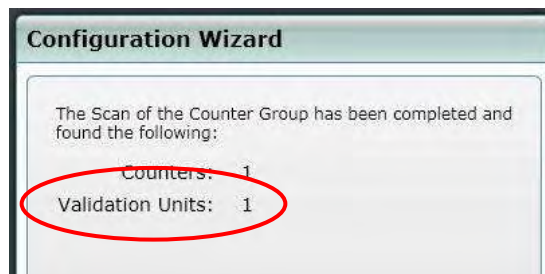 Configuration Wizard
The Scan of the Counter Group has been completed and
found the following:
Counters: 1
Validation Units: 1